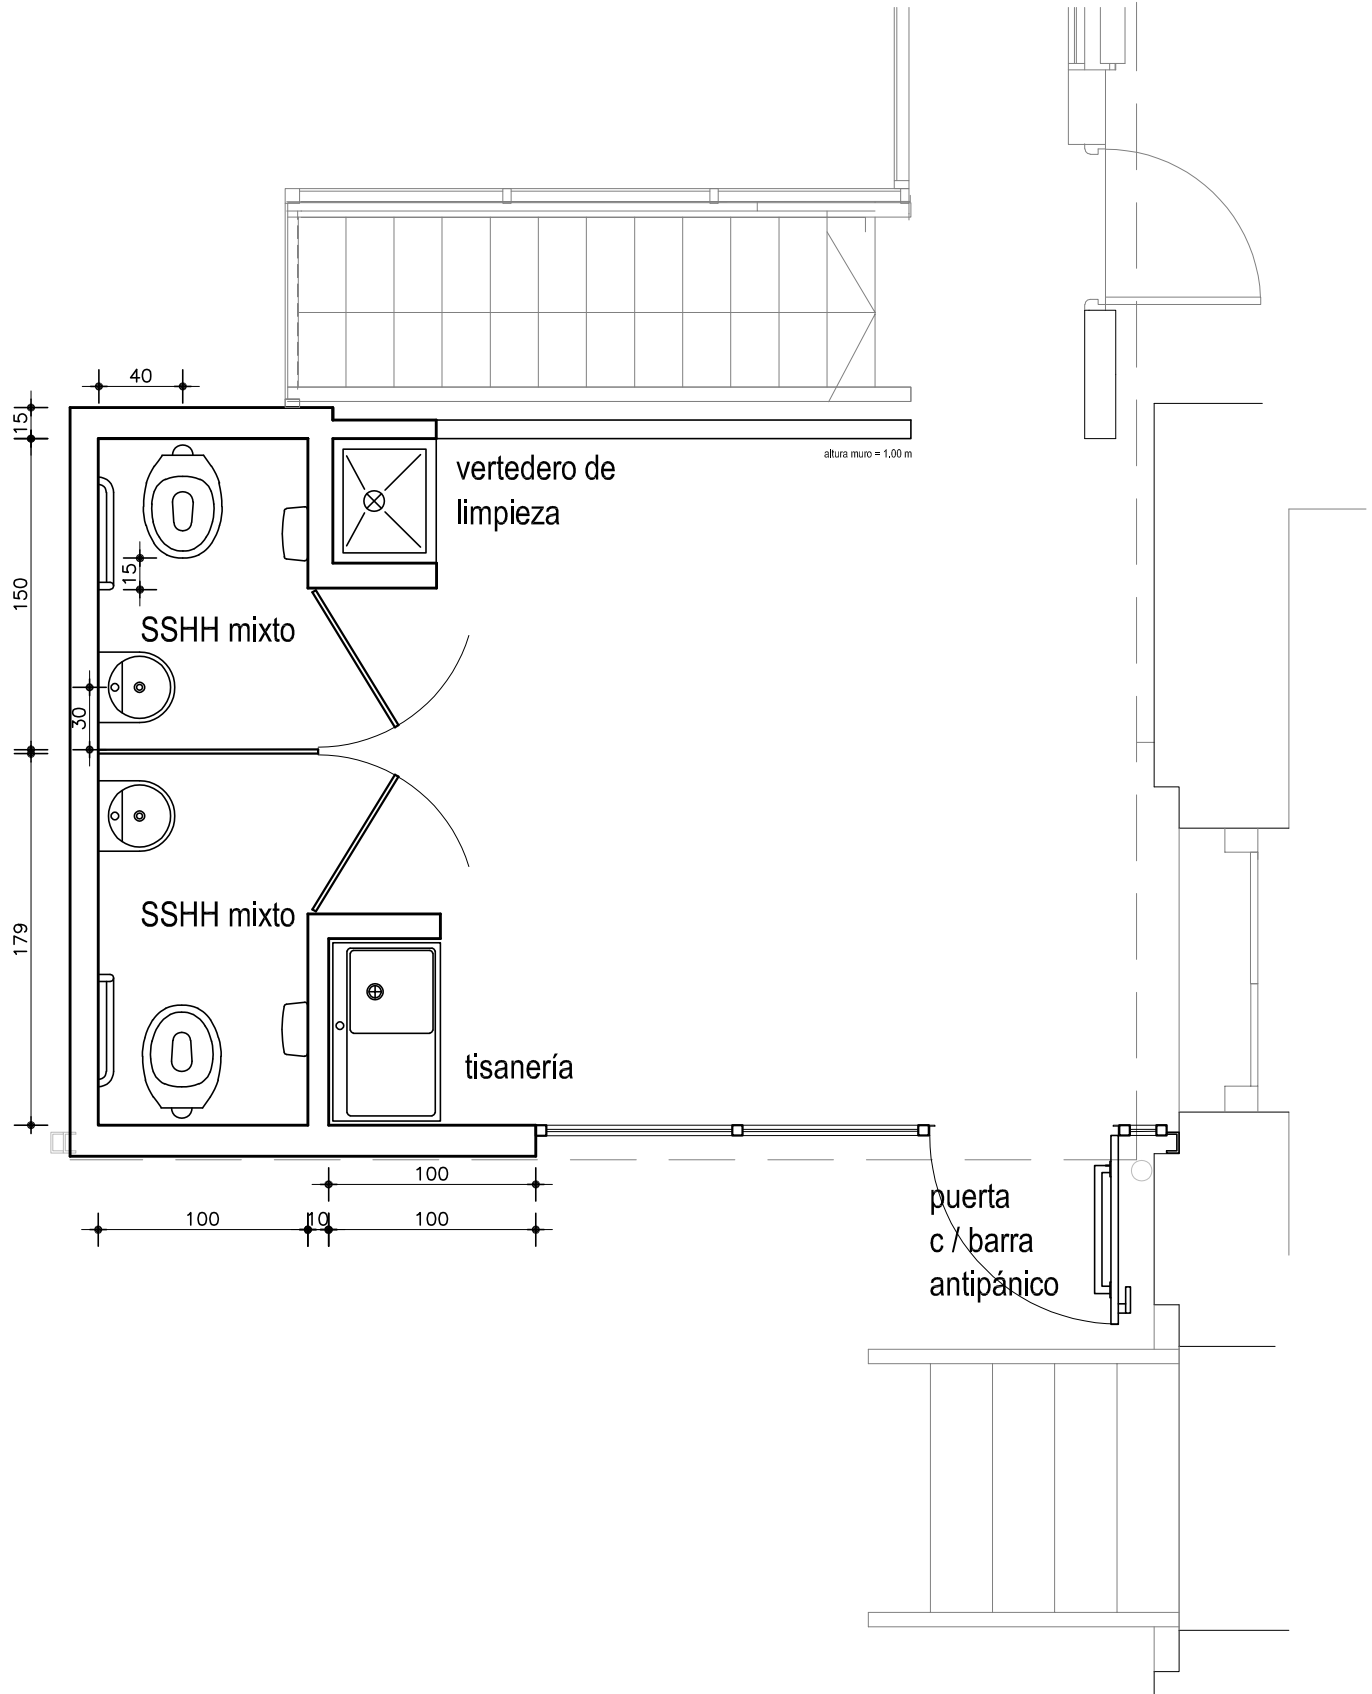 40
15
altura muro = 1.00 m
vertedero de
limpieza
15
150
SSHH mixto
30
SSHH mixto
179
tisanería
100
100
10
100
puerta
c / barra
antipánico